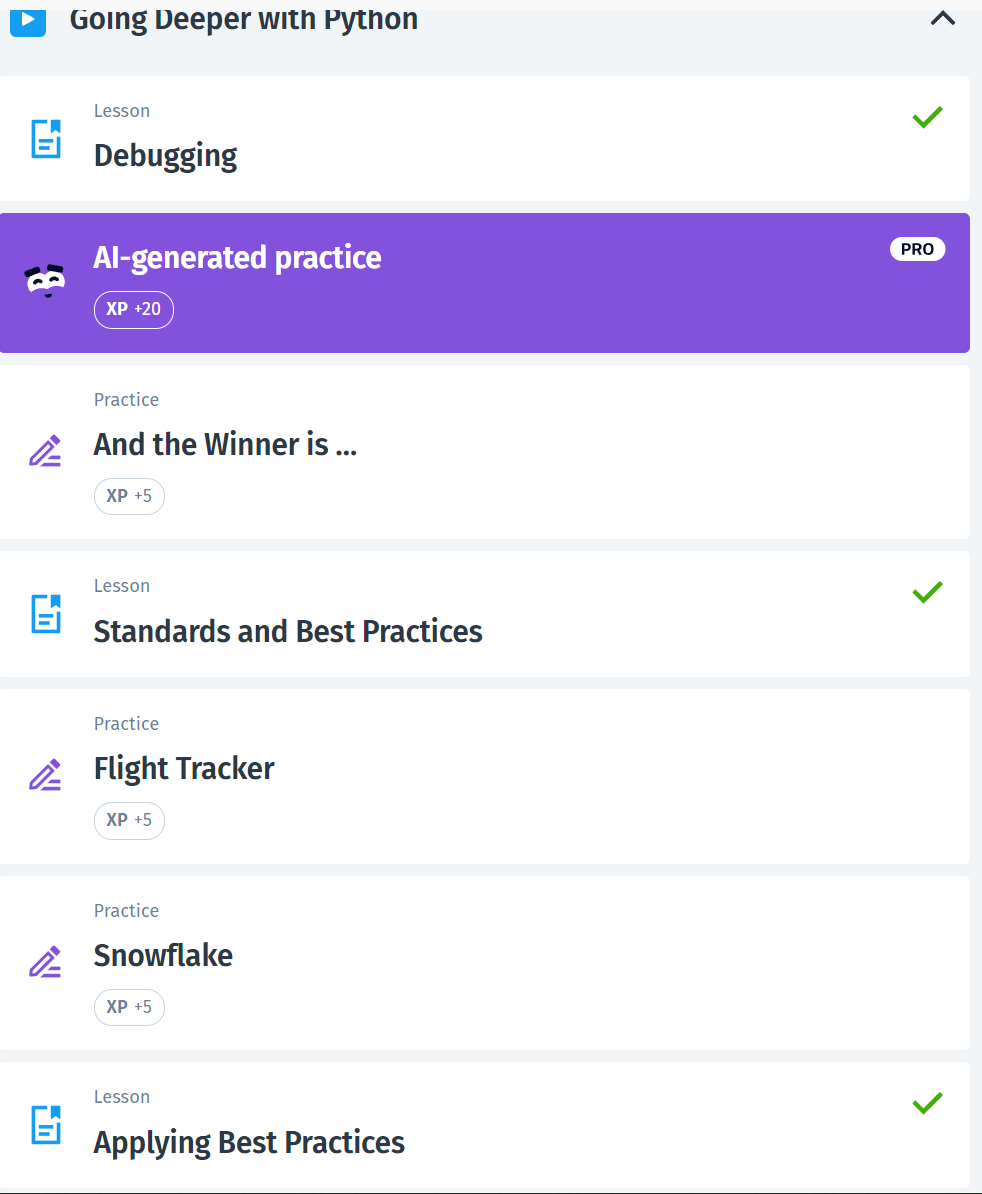 Going Deeper with Python
Lesson
Debugging
AI-generated practice
PRO
XP +20
Practice
And the Winner is ...
XP +5
Lesson
Standards and Best Practices
Practice
Flight Tracker
XP +5
Practice
Snowflake
XP +5
Lesson
Applying Best Practices